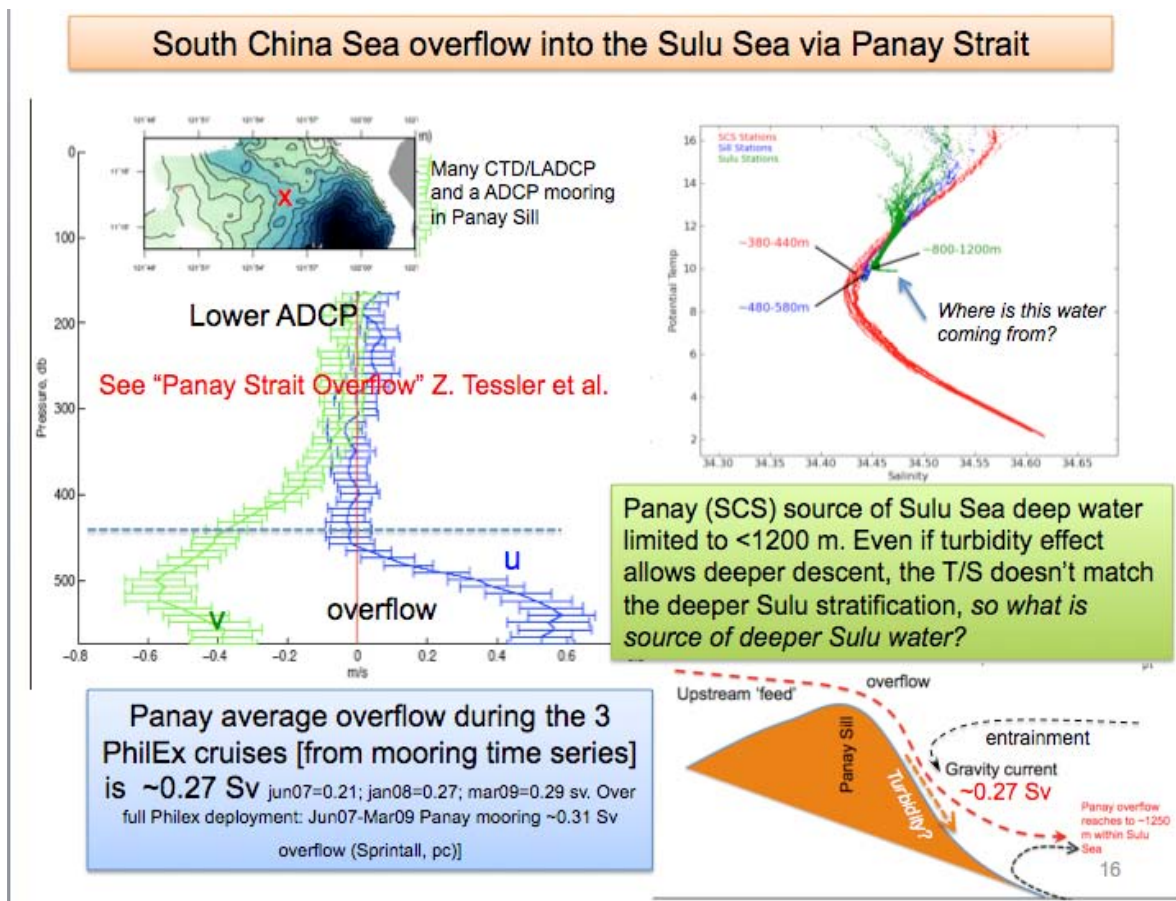 South China Sea overflow into the Sulu Sea via Panay Strait
Many CTD/LADCP
and a ADCP mooring
in Panay Sill
X
0
100
200
300
400
500
Pressure, db
Lower ADCP
See "Panay Strait Overflow" Z. Tessler et al.
u
v
overflow
-0.8
-0.6
-0.4
-0.2
0
0.2
0.4
0.6
m/s
SCS Stations
Sill Stations
Sulu Stations
16
14
12
10
8
6
4
2
Potential Temp
~380-440m
~800-1200m
~480-580m
Where is this water
coming from?
34.30
34.35
34.40
34.45
34.50
34.55
34.60
34.65
Salinity
Panay (SCS) source of Sulu Sea deep water
limited to <1200 m. Even if turbidity effect
allows deeper descent, the T/S doesn't match
the deeper Sulu stratification, so what is
source of deeper Sulu water?
Panay average overflow during the 3
PhilEx cruises [from mooring time series]
is ~0.27 Sv jun07=0.21; jan08=0.27; mar09=0.29 sv. Over
full Philex deployment: Jun07-Mar09 Panay mooring ~0.31 Sv
overflow (Sprintall, pc)]
overflow
Upstream 'feed'
Panay Sill
Turbidity?
entrainment
Gravity current
~0.27 Sv
Panay overflow
reaches to ~1250
m within Sulu
Sea
16